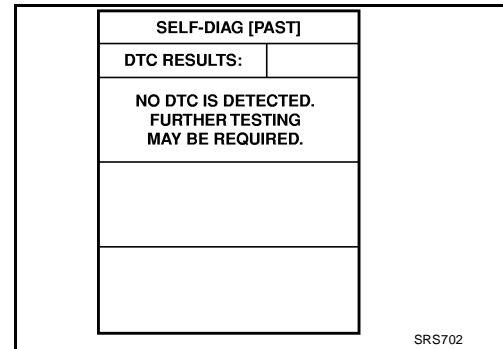 SELF-DIAG [PAST]
DTC RESULTS:
NO DTC IS DETECTED.
FURTHER TESTING
MAY BE REQUIRED.
SRS702